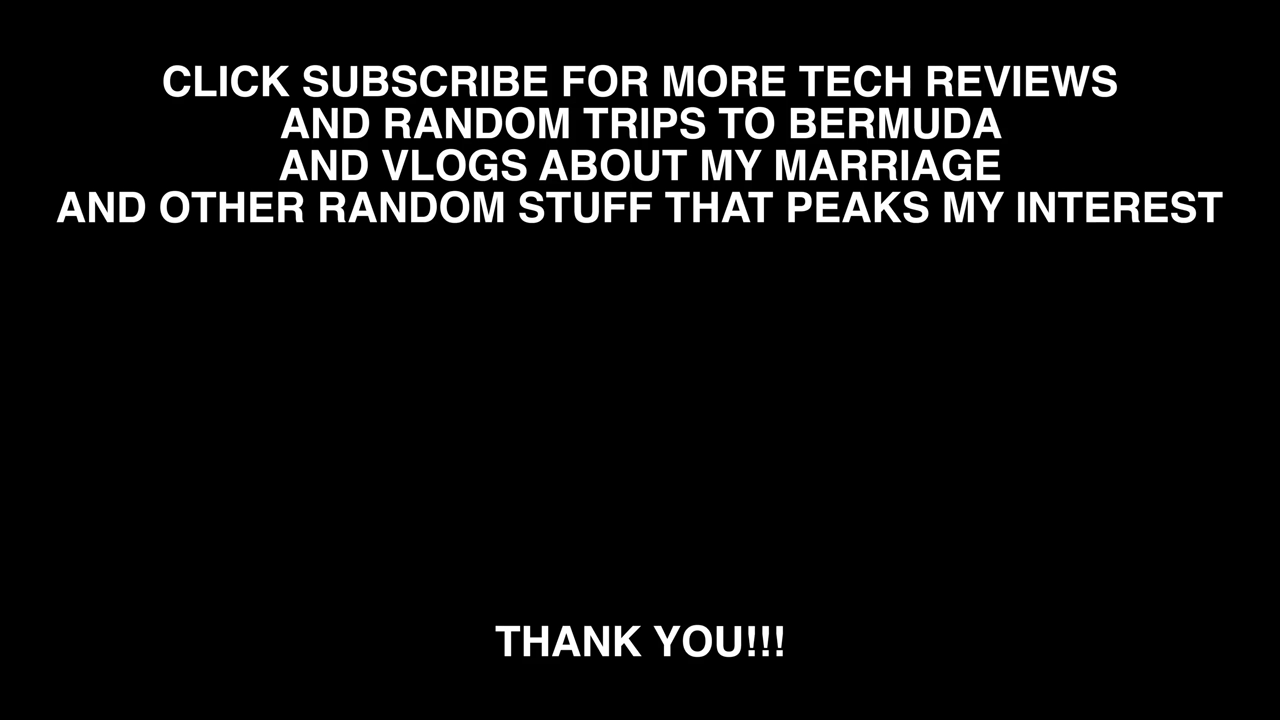 CLICK SUBSCRIBE FOR MORE TECH REVIEWS
AND RANDOM TRIPS TO BERMUDA
AND VLOGS ABOUT MY MARRIAGE
AND OTHER RANDOM STUFF THAT PEAKS MY INTEREST
THANK YOU!!!